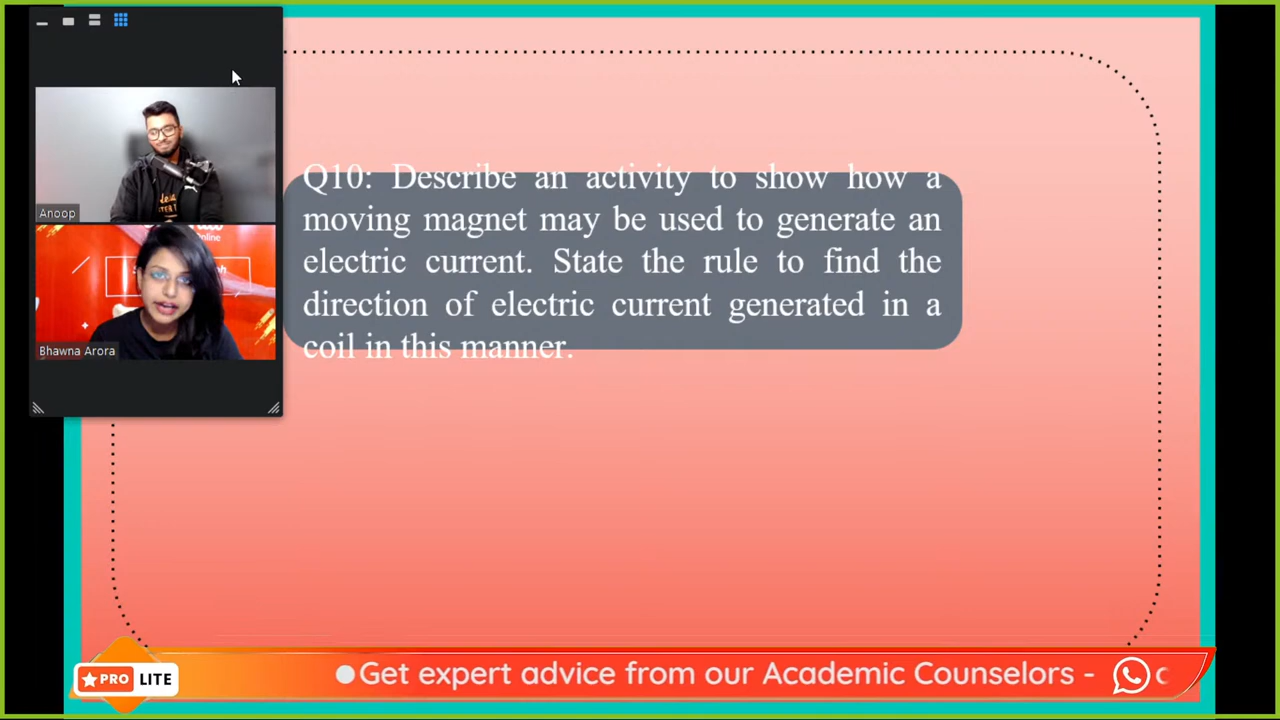 Anoop
nline
Bhawna Arora
Q10: Describe an activity to show how a
moving magnet may be used to generate an
electric current. State the rule to find the
direction of electric current generated in a
coil in this manner.
PRO LITE
Get expert advice from our Academic Counselors -